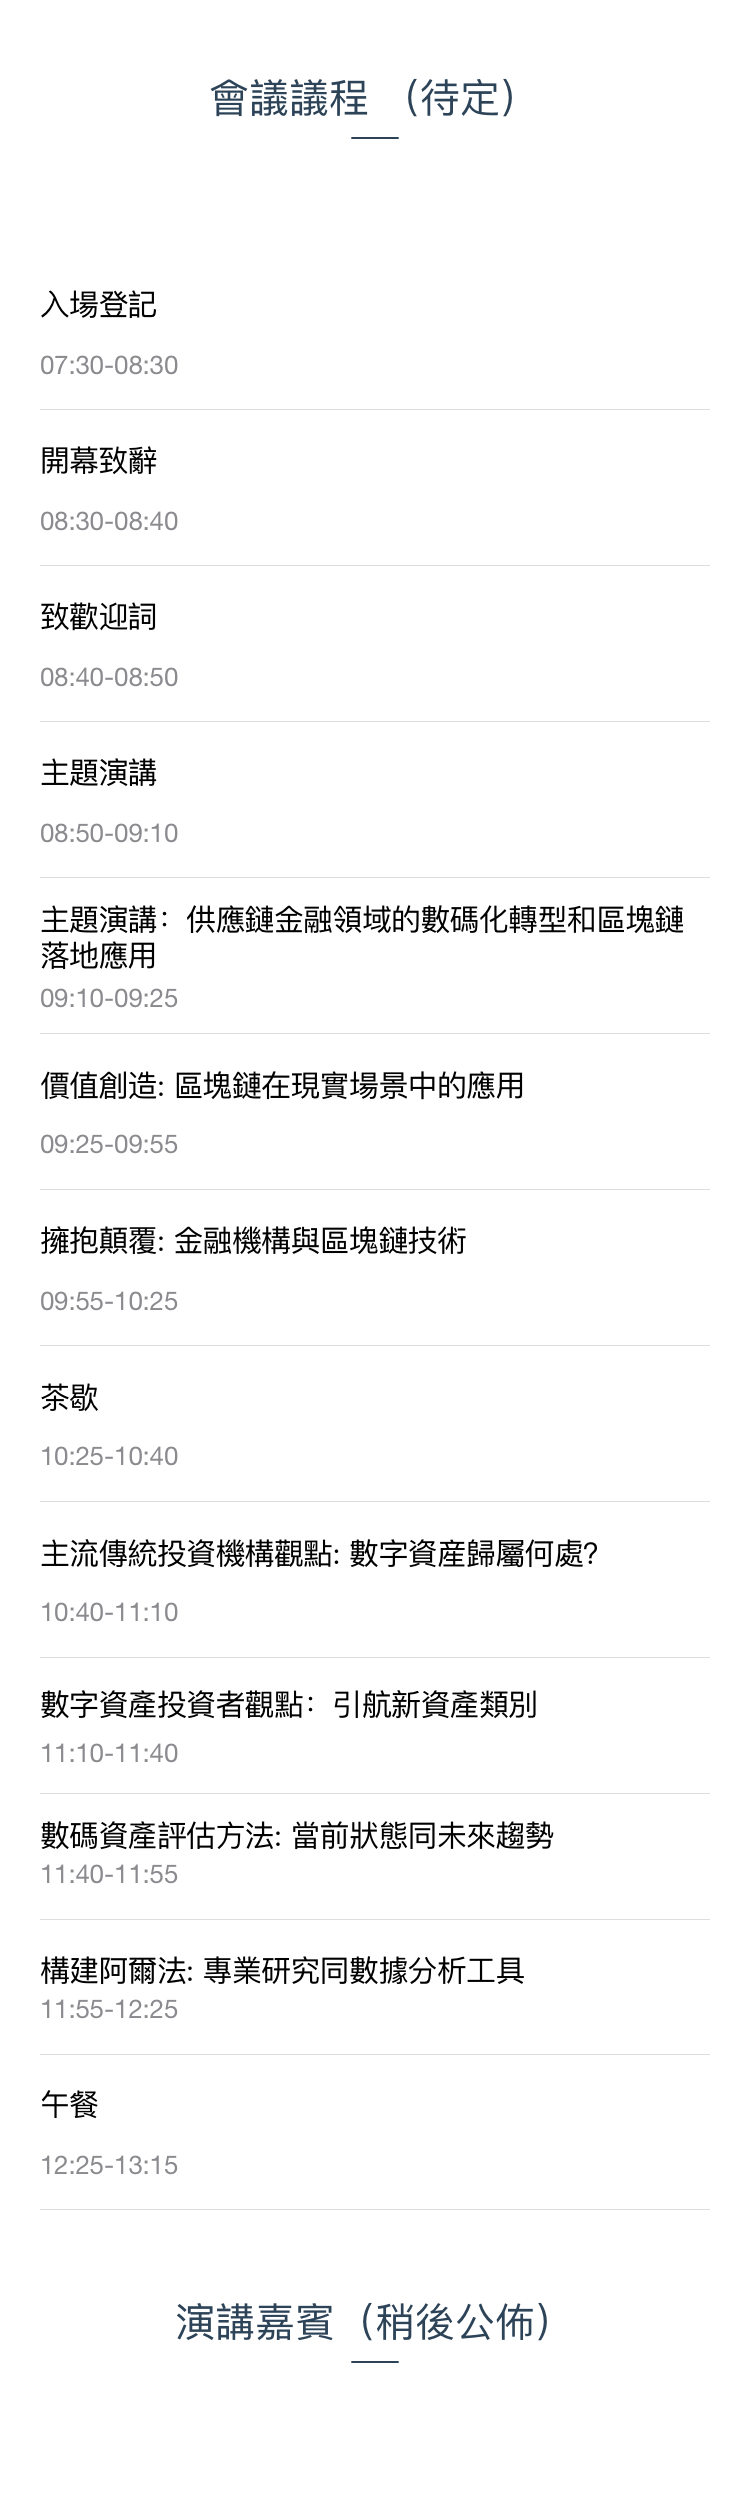 會議議程 （待定）
入場登記
07:30-08:30
開幕致辭
08:30-08:40
致歡迎詞
08:40-08:50
主題演講
08:50-09:10
主題演講：供應鏈金融領域的數碼化轉型和區塊鏈
落地應用
09:10-09:25
價值創造: 區塊鏈在現實場景中的應用
09:25-09:55
擁抱顛覆: 金融機構與區塊鏈技術
09:55-10:25
茶歇
10:25-10:40
主流傳統投資機構觀點: 數字資産歸屬何處?
10:40-11:10
數字資產投資者觀點：引航新資產類別
11:10-11:40
數碼資產評估方法: 當前狀態同未來趨勢
11:40-11:55
構建阿爾法: 專業研究同數據分析工具
11:55-12:25
午餐
12:25-13:15
演講嘉賓（稍後公佈）